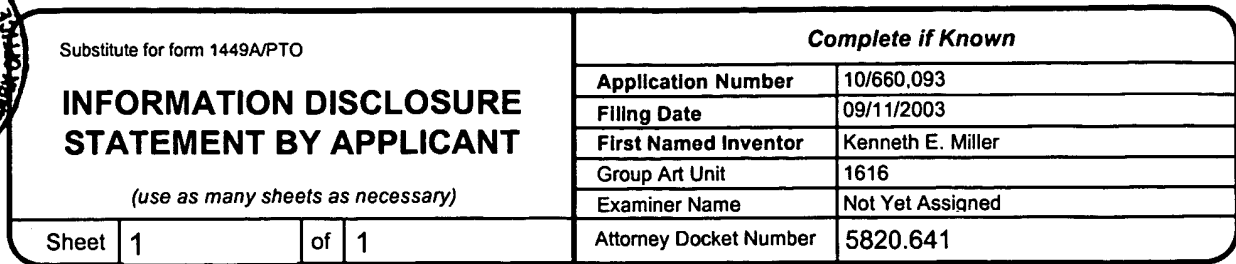 Substitute for form 1449A/PTO
INFORMATION DISCLOSURE
STATEMENT BY APPLICANT
(use as many sheets as necessary)
Sheet 1 of 1
Complete if Known
Application Number 10/660,093
Filing Date 09/11/2003
First Named Inventor Kenneth E. Miller
Group Art Unit 1616
Examiner Name Not Yet Assigned
Attorney Docket Number 5820.641